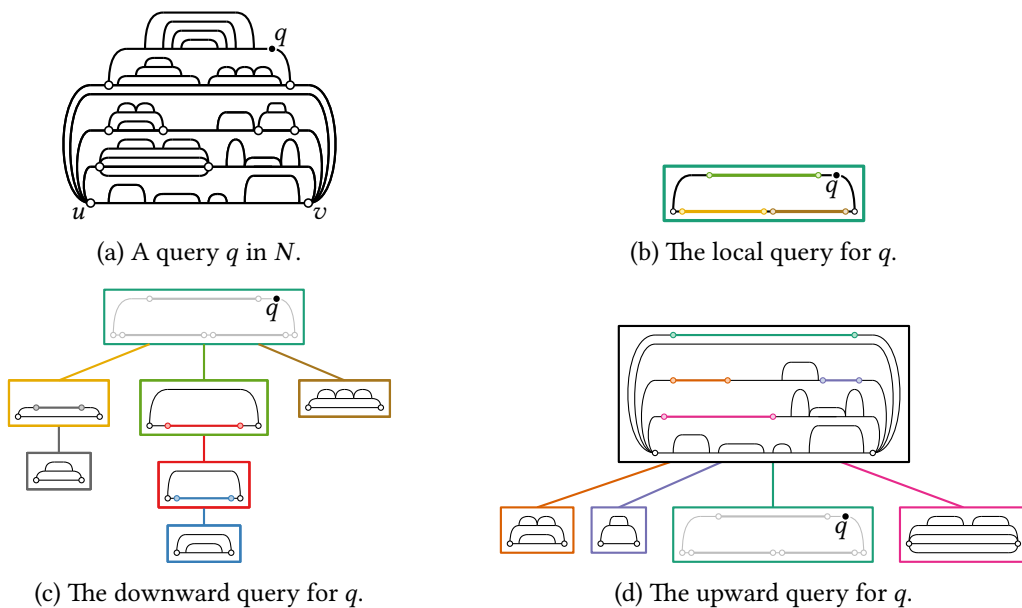 q
u
v
(a) A query q in N.
q
(b) The local query for q.
q
(c) The downward query for q.
q
(d) The upward query for q.